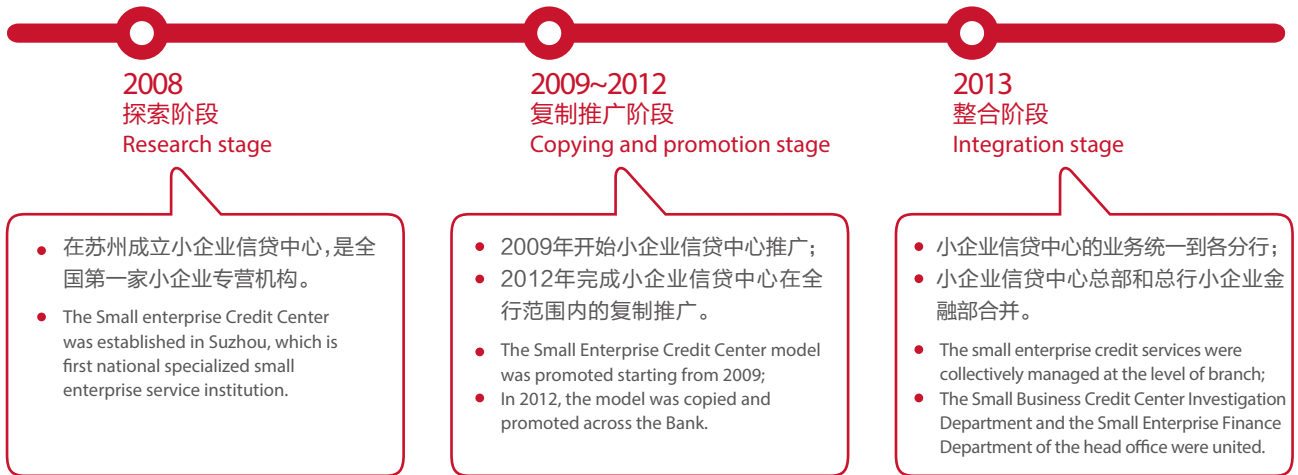 2008
探索阶段
Research stage
在苏州成立小企业信贷中心,是全
国第一家小企业专营机构。
The Small enterprise Credit Center
was established in Suzhou, which is
first national specialized small
enterprise service institution.
2009~2012
复制推广阶段
Copying and promotion stage
2009年开始小企业信贷中心推广；
2012年完成小企业信贷中心在全
行范围内的复制推广。
The Small Enterprise Credit Center model
was promoted starting from 2009;
In 2012, the model was copied and
promoted across the Bank.
2013
整合阶段
Integration stage
小企业信贷中心的业务统一到各分行；
小企业信贷中心总部和总行小企业金
融部合并。
The small enterprise credit services were
collectively managed at the level of branch;
The Small Business Credit Center Investigation
Department and the Small Enterprise Finance
Department of the head office were united.